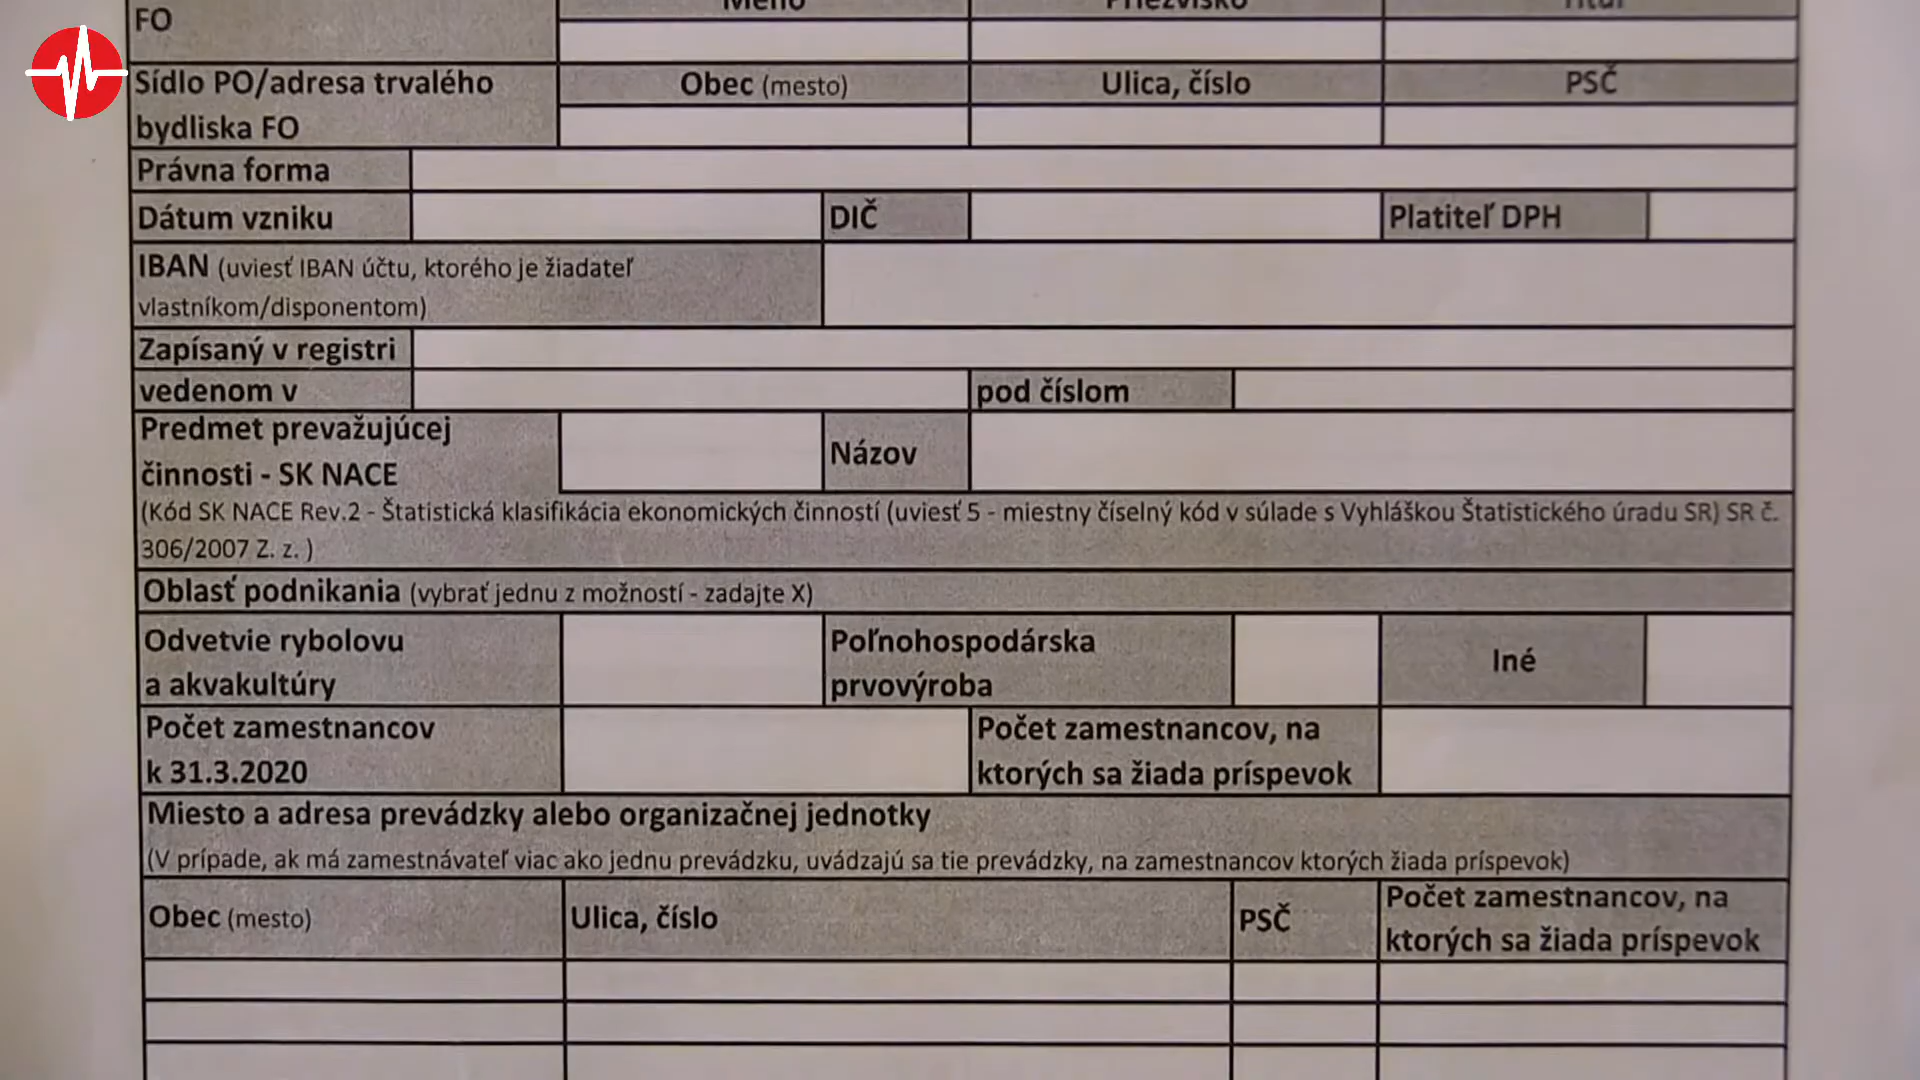 FO
Meno
Priezvisko
Titul
Sídlo PO/adresa trvalého
bydliska FO
Obec (mesto)
Ulica, číslo
PSČ
Právna forma
Dátum vzniku
DIČ
Platiteľ DPH
IBAN (uviesť IBAN účtu, ktorého je žiadateľ
vlastníkom/disponentom)
Zapísaný v registri
vedenom v
pod číslom
Predmet prevažujúcej
činnosti - SK NACE
Názov
(Kód SK NACE Rev.2 - Štatistická klasifikácia ekonomických činností (uviesť 5 - miestny číselný kód v súlade s Vyhláškou Štatistického úradu SR) SR č.
306/2007 Z. z. )
Oblasť podnikania (vybrať jednu z možností - zadajte X)
Odvetvie rybolovu
a akvakultúry
Poľnohospodárska
prvovýroba
Iné
Počet zamestnancov
k 31.3.2020
Počet zamestnancov, na
ktorých sa žiada príspevok
Miesto a adresa prevádzky alebo organizačnej jednotky
(V prípade, ak má zamestnávateľ viac ako jednu prevádzku, uvádzajú sa tie prevádzky, na zamestnancov ktorých žiada príspevok)
Obec (mesto)
Ulica, číslo
PSČ
Počet zamestnancov, na
ktorých sa žiada príspevok